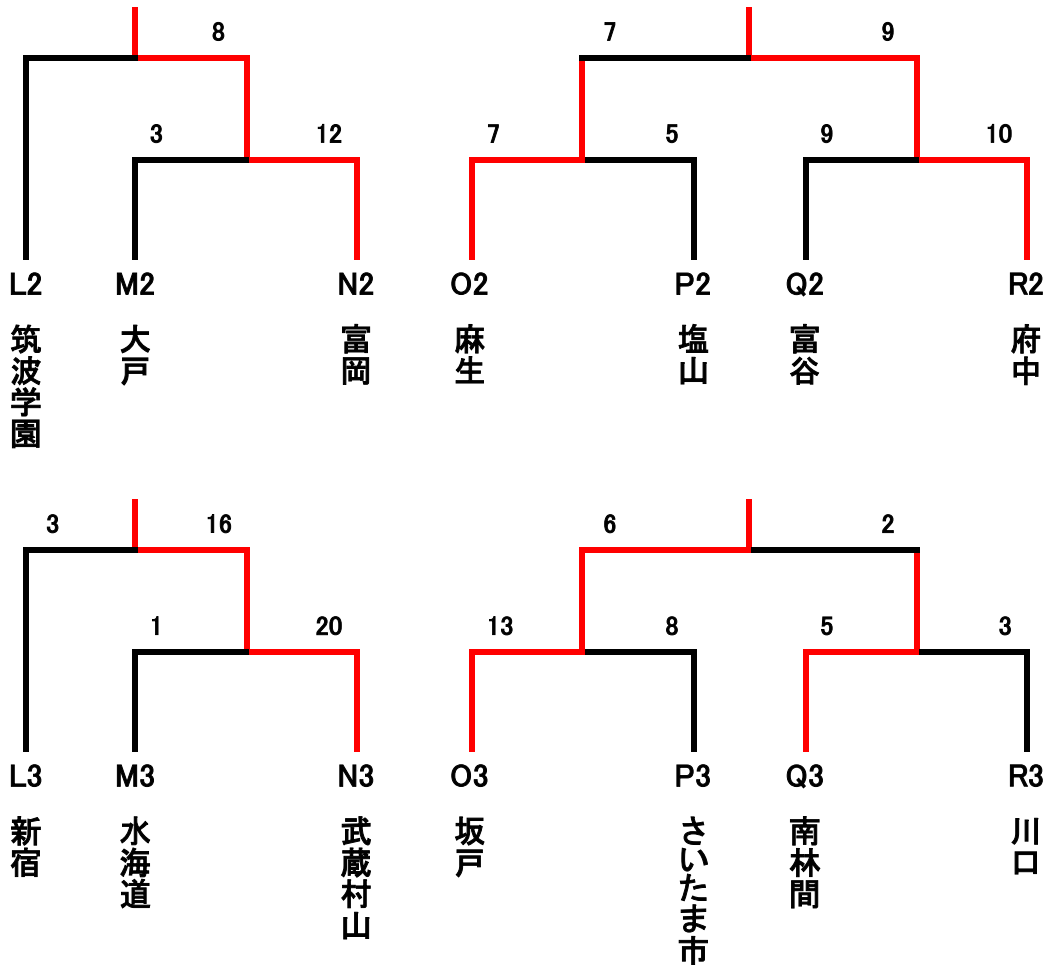 8
7 9
3 12 7 5 9 10
L2 M2 N2 O2 P2 Q2 R2
筑波学園
大戸
富岡
麻生
塩山
富谷
府中
3 16 6 2
1 20 13 8 5 3
L3 M3 N3 O3 P3 Q3 R3
新宿
水海道
武蔵村山
坂戸
さいたま市
南林間
川口